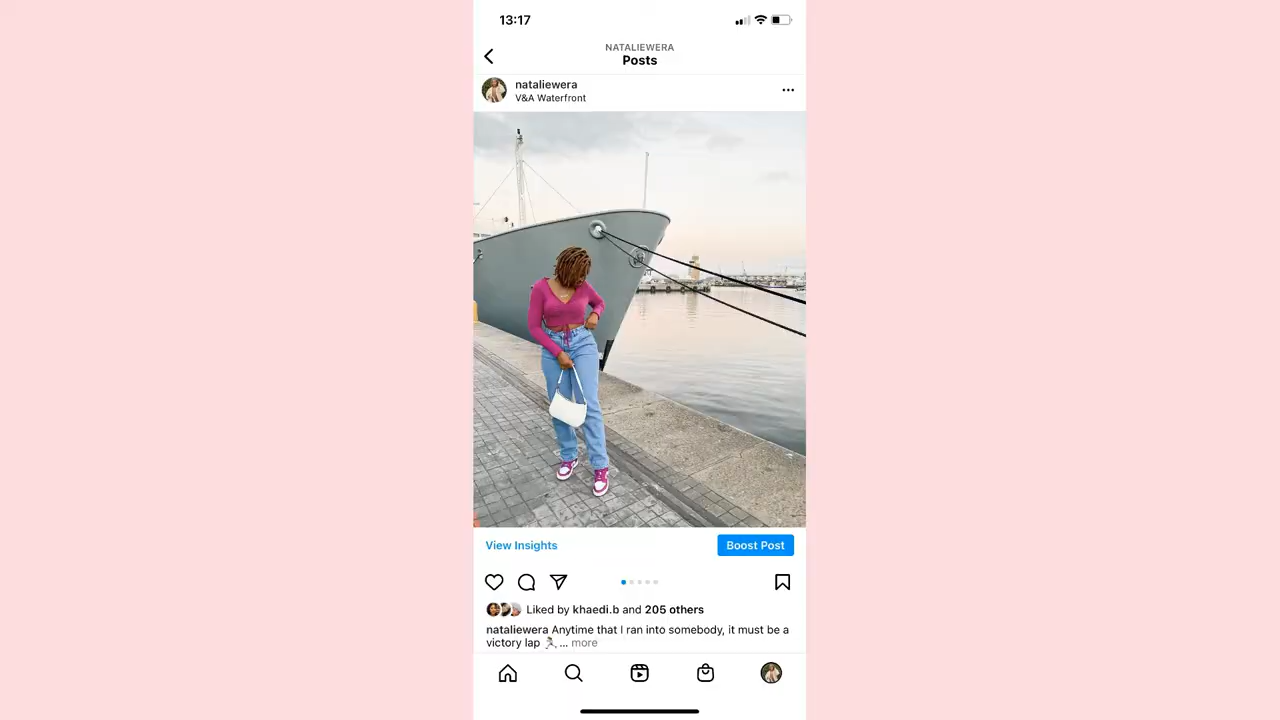 13:17
NATALIEWERA
Posts
nataliewera
V&A Waterfront
View Insights
Boost Post
Liked by khaedi.b and 205 others
nataliewera Anytime that I ran into somebody, it must be a
victory lap 🏃🏾‍♀️, ... more